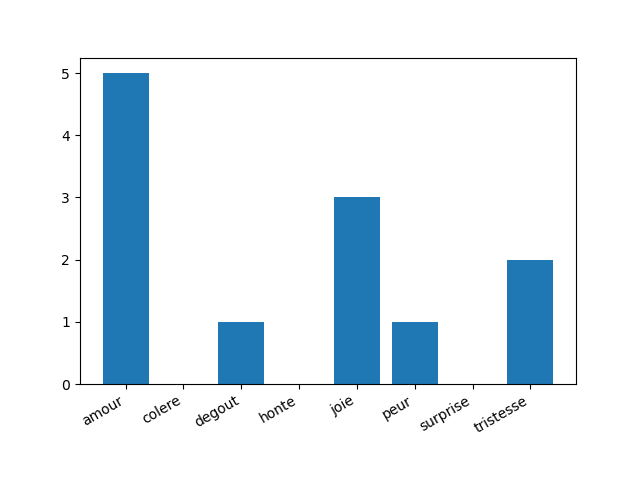 5
4
3
2
1
0
amour
colere
degout
honte
joie
peur
surprise
tristesse